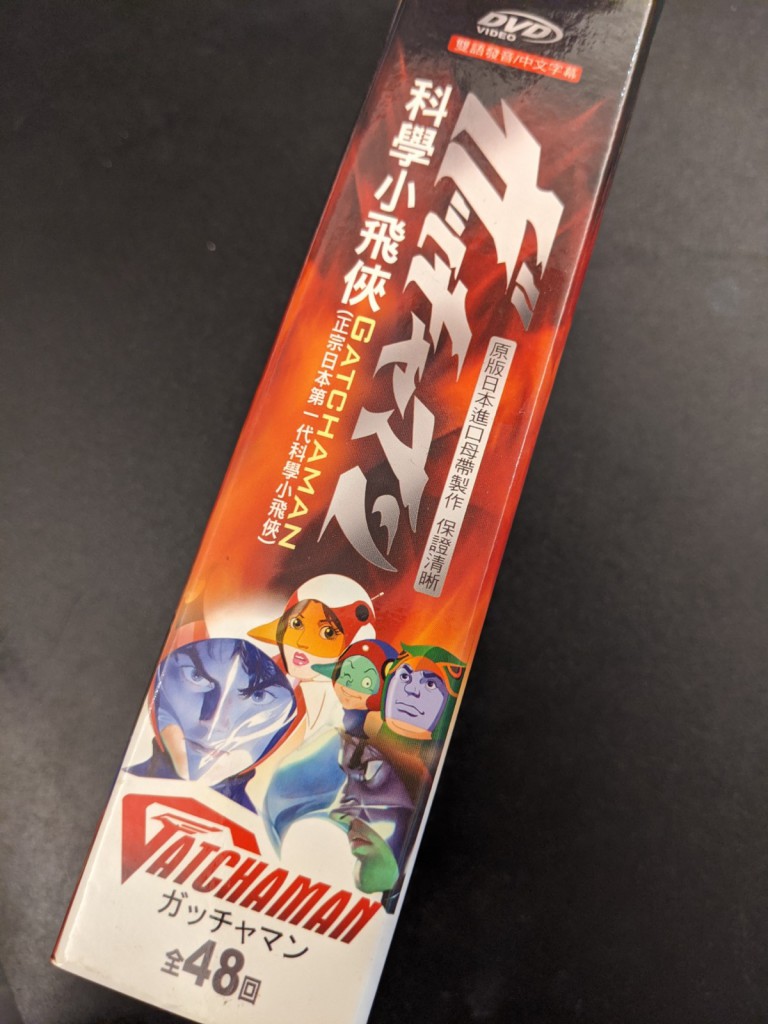 DVD
VIDEO
雙語發音/中文字幕
科學小飛俠
GATCHAMAN
(正宗日本第一代科學小飛俠)
ガッチャマン
原版日本進口母帶製作 保證清晰
GATCHAMAN
ガッチャマン
全48回